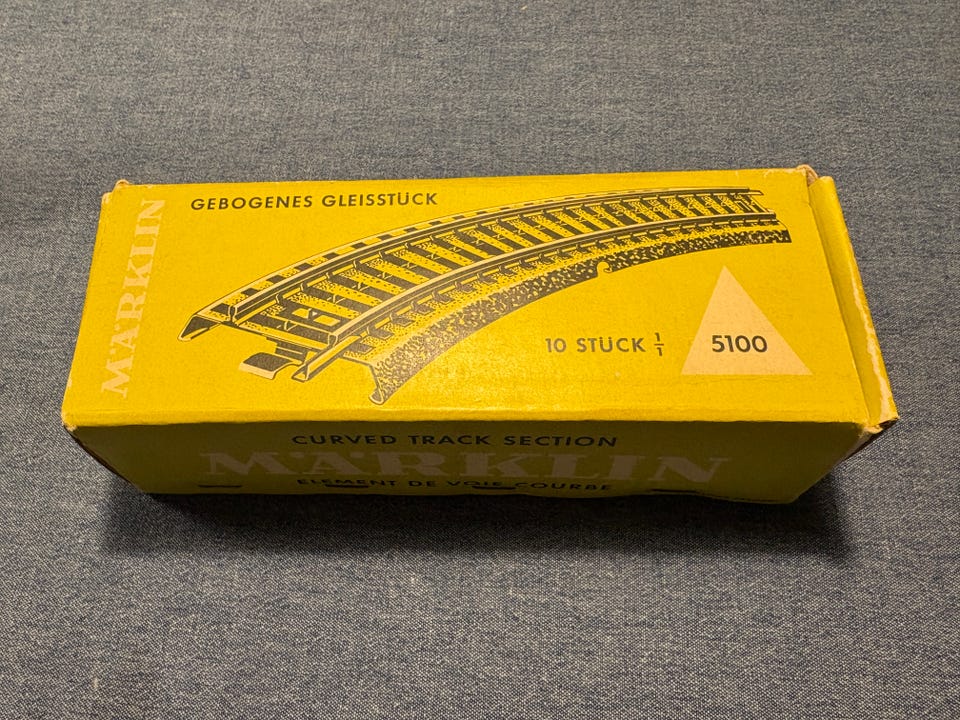 MÄRKLIN
GEBOGENES GLEISSTÜCK
10 STÜCK 1/1
5100
CURVED TRACK SECTION
MÄRKLIN
ELEMENT DE VOIE COURBE